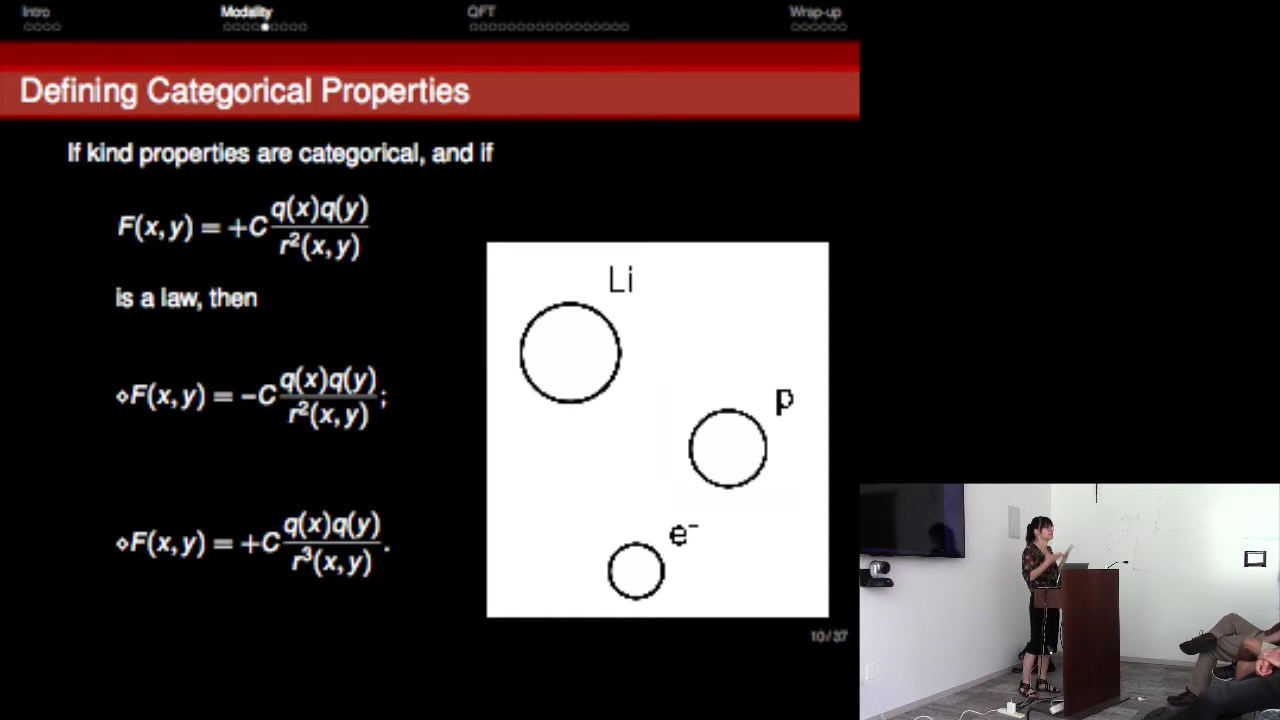 Intro Modality QFT Wrap-up
Defining Categorical Properties
If kind properties are categorical, and if
F(x, y) = +C q(x)q(y) / r²(x, y)
is a law, then
⋄F(x, y) = −C q(x)q(y) / r²(x, y);
⋄F(x, y) = +C q(x)q(y) / r³(x, y).
Li
p
e⁻
10/37